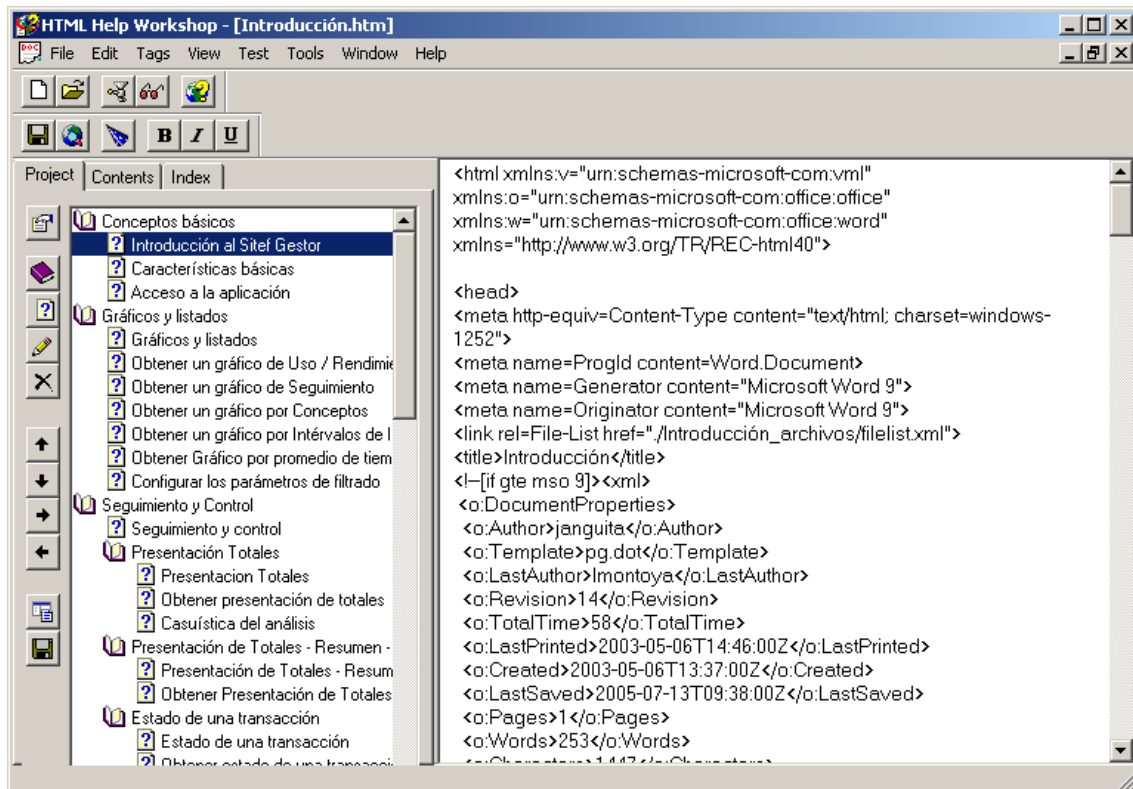 HTML Help Workshop - [Introducción.htm]
File Edit Tags View Test Tools Window Help
B I U
Project Contents Index
Conceptos básicos
Introducción al Sitef Gestor
Características básicas
Acceso a la aplicación
Gráficos y listados
Gráficos y listados
Obtener un gráfico de Uso / Rendimie
Obtener un gráfico de Seguimiento
Obtener un gráfico por Conceptos
Obtener un gráfico por Intérvalos de l
Obtener Gráfico por promedio de tiem
Configurar los parámetros de filtrado
Seguimiento y Control
Seguimiento y control
Presentación Totales
Presentacion Totales
Obtener presentación de totales
Casuística del análisis
Presentación de Totales - Resumen -
Presentación de Totales - Resum
Obtener Presentación de Totales
Estado de una transacción
Estado de una transacción
Obtener estado de una transacci
<html xmlns:v="urn:schemas-microsoft-com:vml"
xmlns:o="urn:schemas-microsoft-com:office:office"
xmlns:w="urn:schemas-microsoft-com:office:word"
xmlns="http://www.w3.org/TR/REC-html40">
<head>
<meta http-equiv=Content-Type content="text/html; charset=windows-
1252">
<meta name=ProgId content=Word.Document>
<meta name=Generator content="Microsoft Word 9">
<meta name=Originator content="Microsoft Word 9">
<link rel=File-List href="./Introducción_archivos/filelist.xml">
<title>Introducción</title>
<!--[if gte mso 9]><xml>
<o:DocumentProperties>
<o:Author>janguita</o:Author>
<o:Template>pg.dot</o:Template>
<o:LastAuthor>lmontoya</o:LastAuthor>
<o:Revision>14</o:Revision>
<o:TotalTime>58</o:TotalTime>
<o:LastPrinted>2003-05-06T14:46:00Z</o:LastPrinted>
<o:Created>2003-05-06T13:37:00Z</o:Created>
<o:LastSaved>2005-07-13T09:38:00Z</o:LastSaved>
<o:Pages>1</o:Pages>
<o:Words>253</o:Words>
<o:Characters>1447</o:Characters>